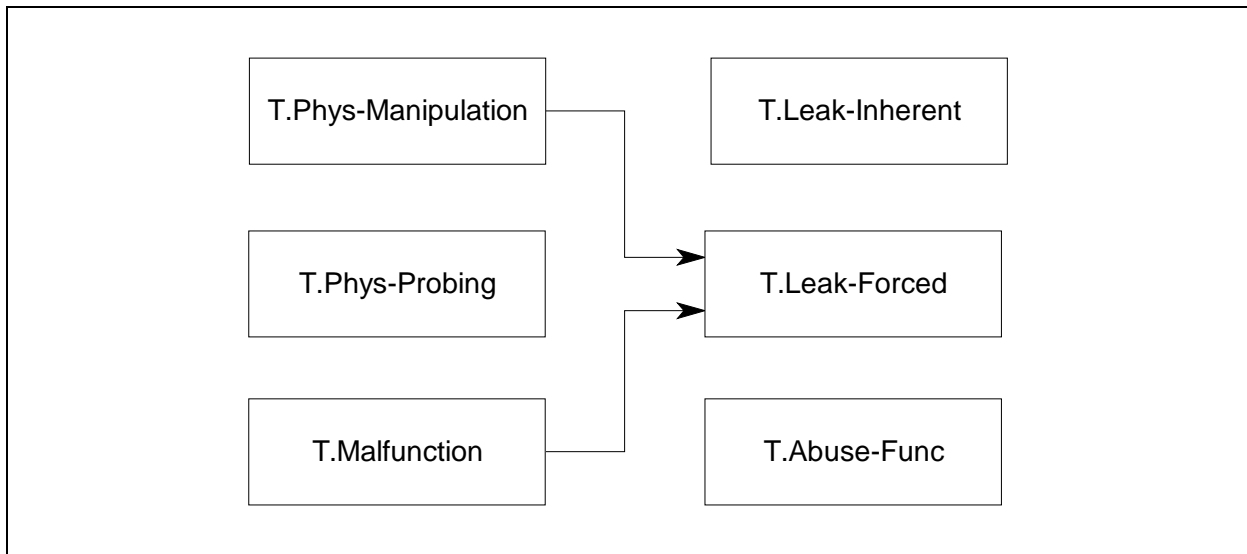 T.Phys-Manipulation
T.Leak-Inherent
T.Phys-Probing
T.Leak-Forced
T.Malfunction
T.Abuse-Func